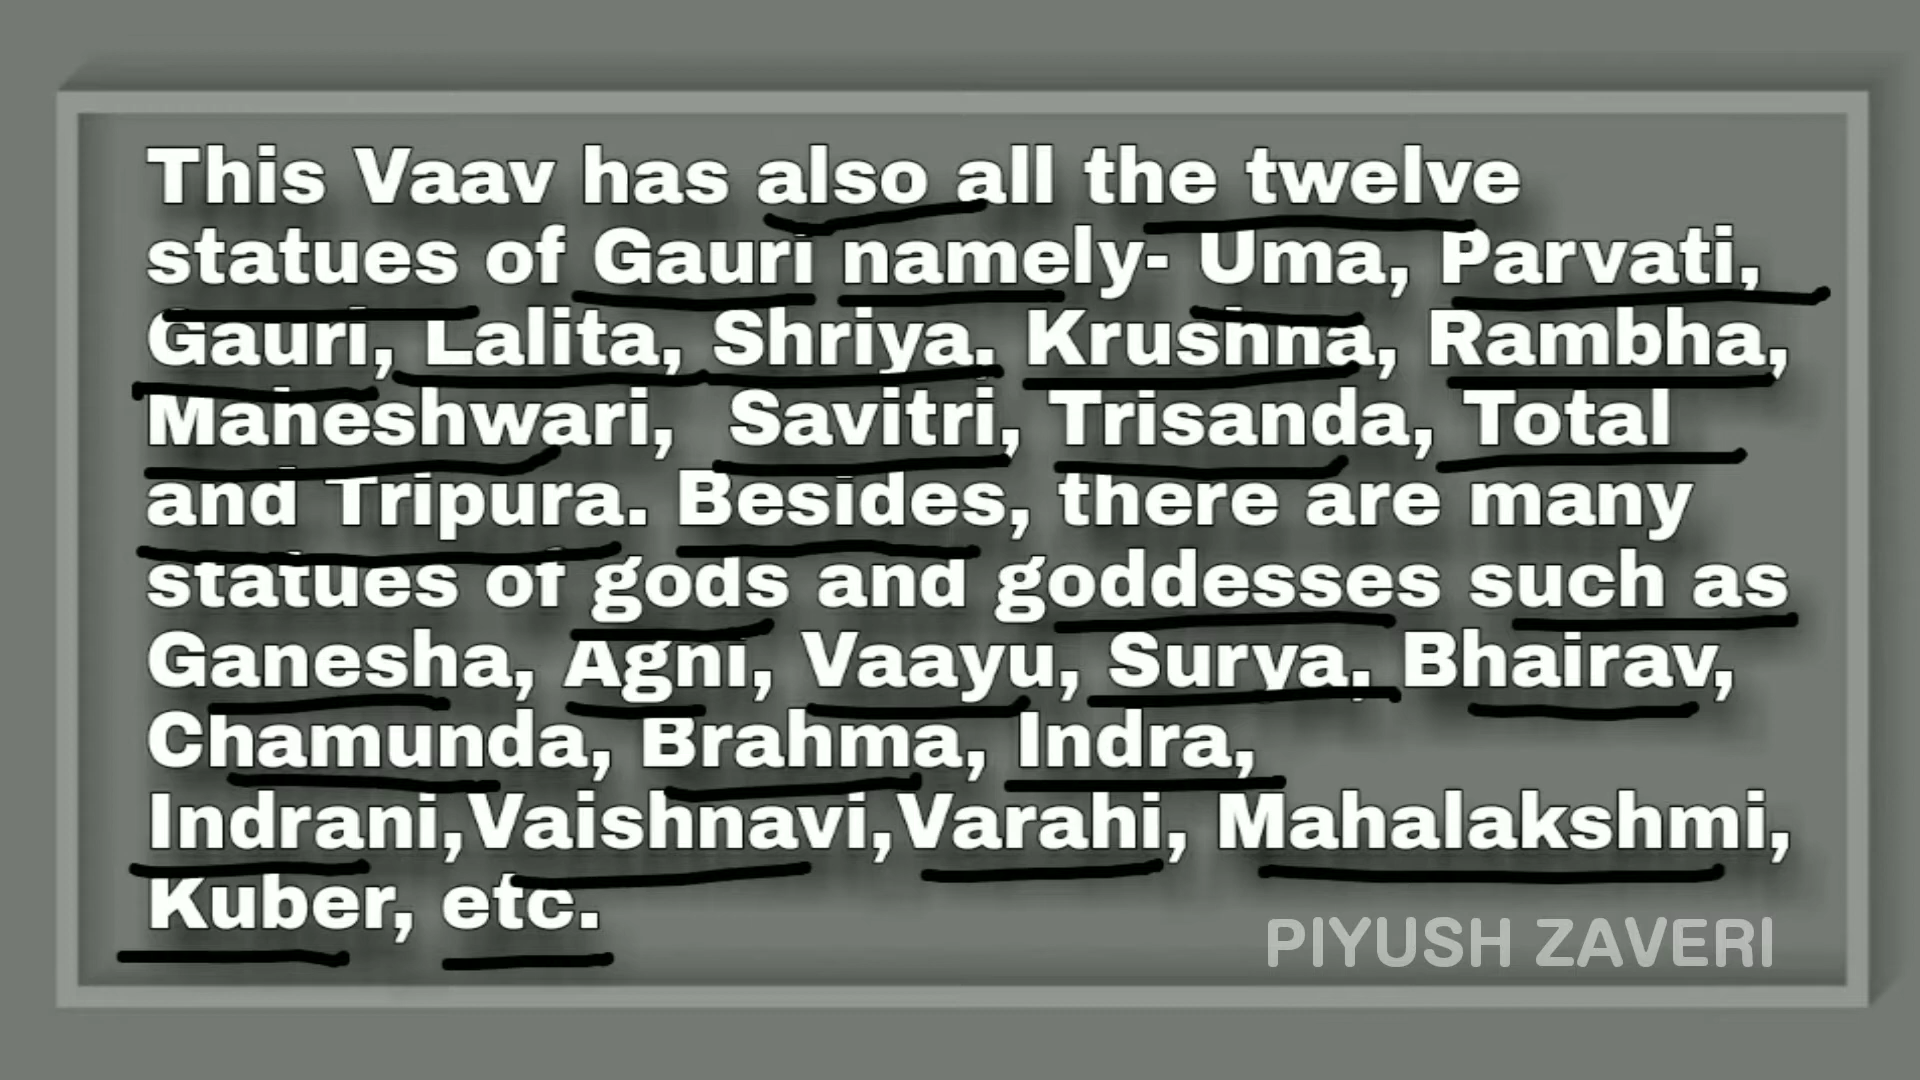 This Vaav has also all the twelve
statues of Gauri namely- Uma, Parvati,
Gauri, Lalita, Shriya, Krushna, Rambha,
Maheshwari, Savitri, Trisanda, Total
and Tripura. Besides, there are many
statues of gods and goddesses such as
Ganesha, Agni, Vaayu, Surya, Bhairav,
Chamunda, Brahma, Indra,
Indrani,Vaishnavi,Varahi, Mahalakshmi,
Kuber, etc.
PIYUSH ZAVERI